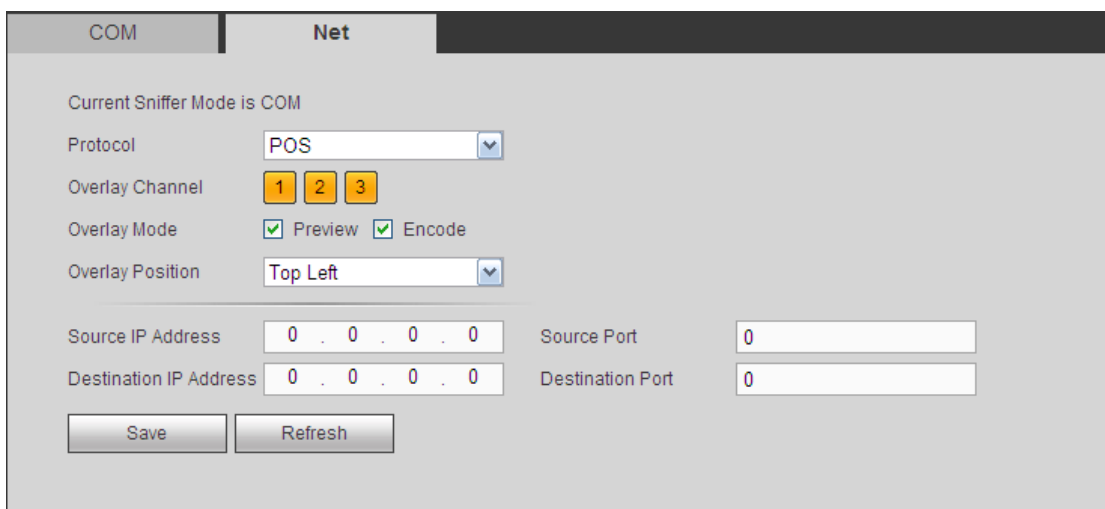 COM Net
Current Sniffer Mode is COM
Protocol POS
Overlay Channel 1 2 3
Overlay Mode Preview Encode
Overlay Position Top Left
Source IP Address 0 . 0 . 0 . 0 Source Port 0
Destination IP Address 0 . 0 . 0 . 0 Destination Port 0
Save Refresh